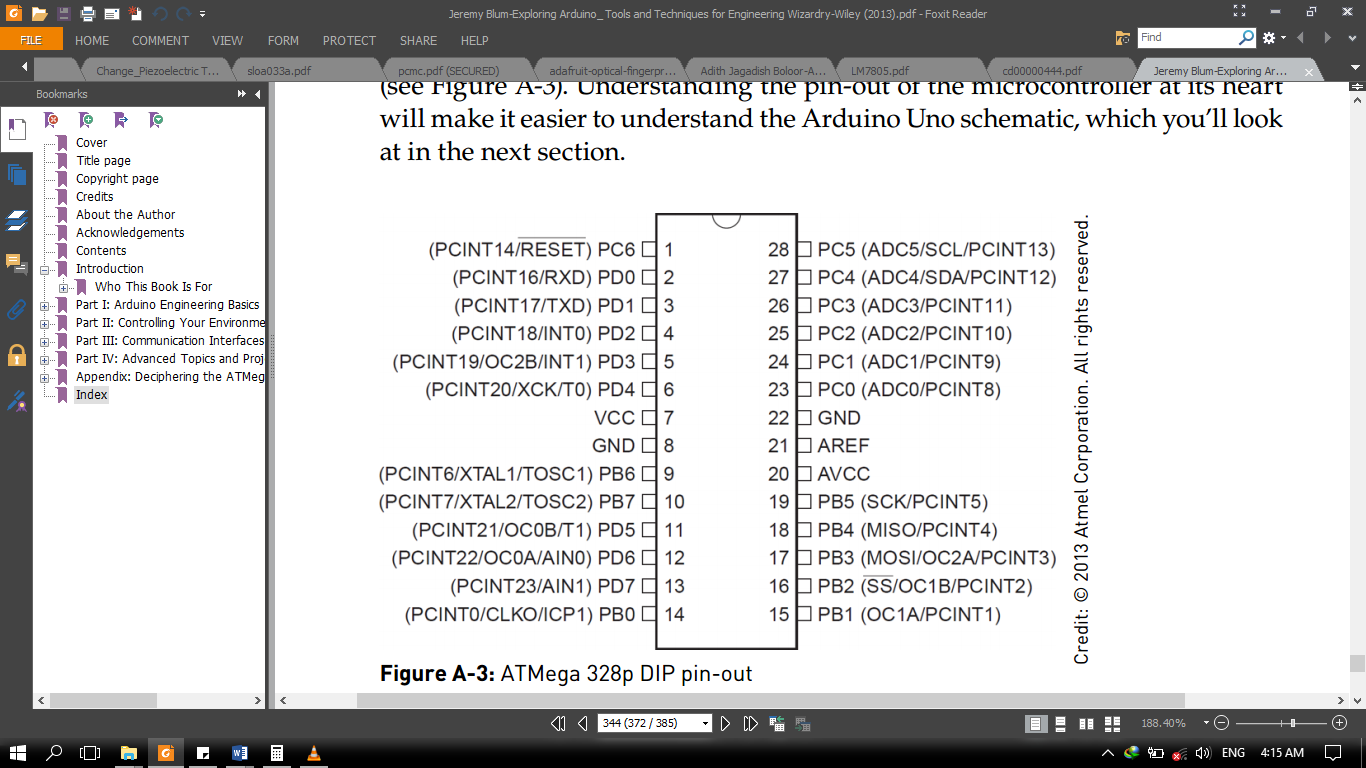 Jeremy Blum-Exploring Arduino_ Tools and Techniques for Engineering Wizardry-Wiley (2013).pdf - Foxit Reader
FILE HOME COMMENT VIEW FORM PROTECT SHARE HELP
Find
Change_Piezoelectric T... sloa033a.pdf pcmc.pdf (SECURED) adafruit-optical-fingerpr... Adith Jagadish Boloor-A... LM7805.pdf cd00000444.pdf Jeremy Blum-Exploring Ar...
Bookmarks
Cover
Title page
Copyright page
Credits
About the Author
Acknowledgements
Contents
Introduction
Who This Book Is For
Part I: Arduino Engineering Basics
Part II: Controlling Your Environme
Part III: Communication Interfaces
Part IV: Advanced Topics and Proj
Appendix: Deciphering the ATMeg
Index
(see Figure A-3). Understanding the pin-out of the microcontroller at its heart
will make it easier to understand the Arduino Uno schematic, which you'll look
at in the next section.
(PCINT14/RESET) PC6 1 28 PC5 (ADC5/SCL/PCINT13)
(PCINT16/RXD) PD0 2 27 PC4 (ADC4/SDA/PCINT12)
(PCINT17/TXD) PD1 3 26 PC3 (ADC3/PCINT11)
(PCINT18/INT0) PD2 4 25 PC2 (ADC2/PCINT10)
(PCINT19/OC2B/INT1) PD3 5 24 PC1 (ADC1/PCINT9)
(PCINT20/XCK/T0) PD4 6 23 PC0 (ADC0/PCINT8)
VCC 7 22 GND
GND 8 21 AREF
(PCINT6/XTAL1/TOSC1) PB6 9 20 AVCC
(PCINT7/XTAL2/TOSC2) PB7 10 19 PB5 (SCK/PCINT5)
(PCINT21/OC0B/T1) PD5 11 18 PB4 (MISO/PCINT4)
(PCINT22/OC0A/AIN0) PD6 12 17 PB3 (MOSI/OC2A/PCINT3)
(PCINT23/AIN1) PD7 13 16 PB2 (SS/OC1B/PCINT2)
(PCINT0/CLKO/ICP1) PB0 14 15 PB1 (OC1A/PCINT1)
Credit: © 2013 Atmel Corporation. All rights reserved.
Figure A-3: ATMega 328p DIP pin-out
344 (372 / 385)
188.40%
ENG 4:15 AM